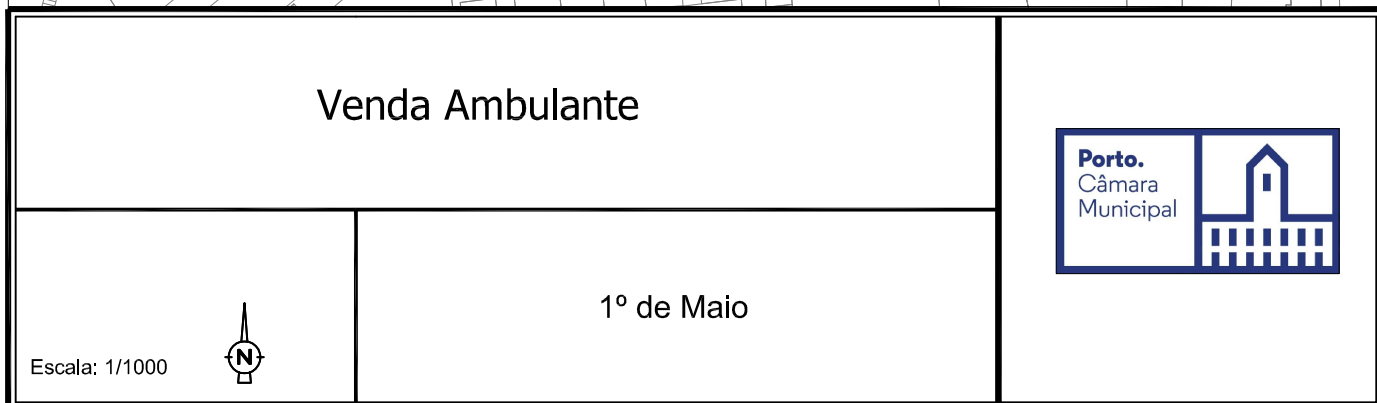 Venda Ambulante
Porto.
Câmara
Municipal
Escala: 1/1000
N
1º de Maio